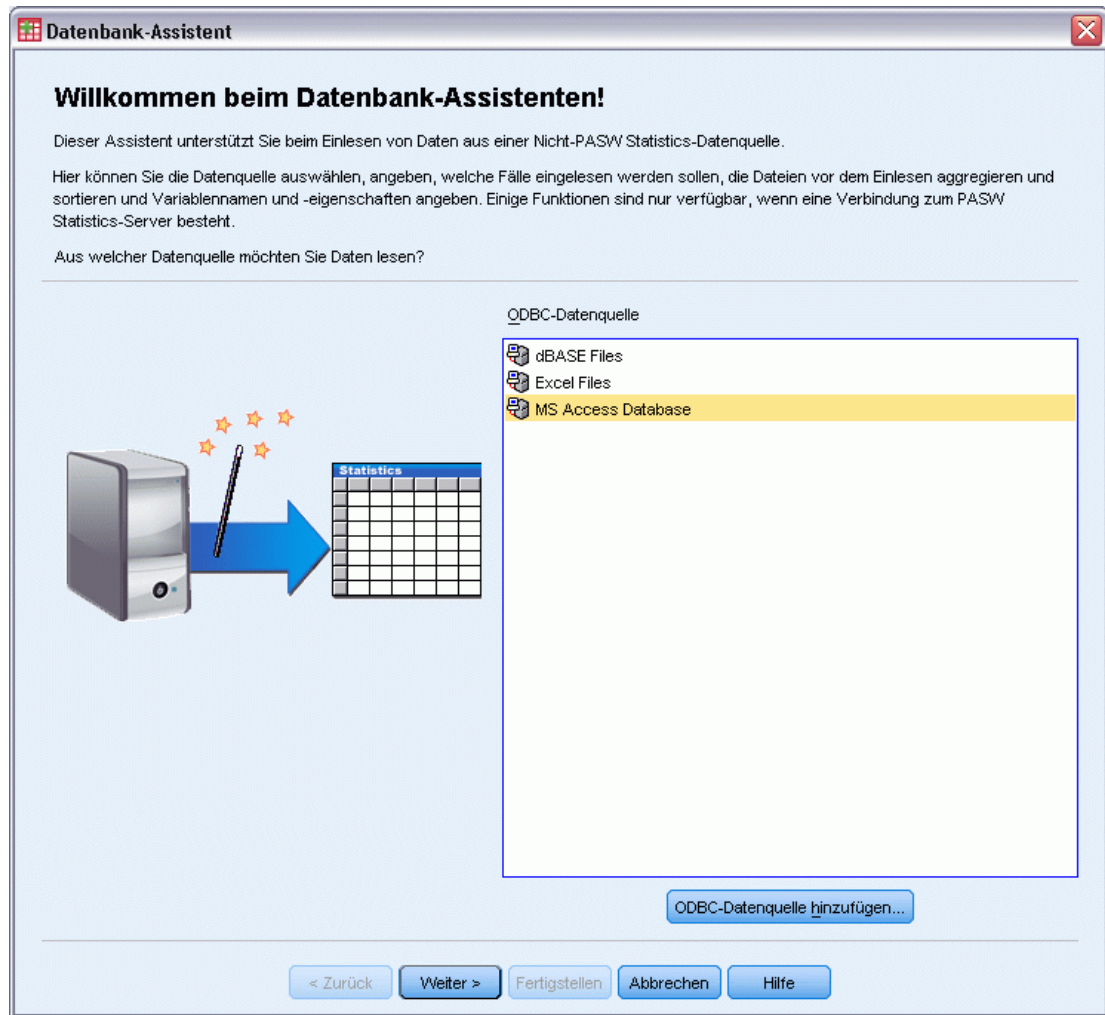 Datenbank-Assistent
Willkommen beim Datenbank-Assistenten!
Dieser Assistent unterstützt Sie beim Einlesen von Daten aus einer Nicht-PASW Statistics-Datenquelle.
Hier können Sie die Datenquelle auswählen, angeben, welche Fälle eingelesen werden sollen, die Dateien vor dem Einlesen aggregieren und
sortieren und Variablennamen und -eigenschaften angeben. Einige Funktionen sind nur verfügbar, wenn eine Verbindung zum PASW
Statistics-Server besteht.
Aus welcher Datenquelle möchten Sie Daten lesen?
ODBC-Datenquelle
dBASE Files
Excel Files
MS Access Database
Statistics
ODBC-Datenquelle hinzufügen...
< Zurück
Weiter >
Fertigstellen
Abbrechen
Hilfe